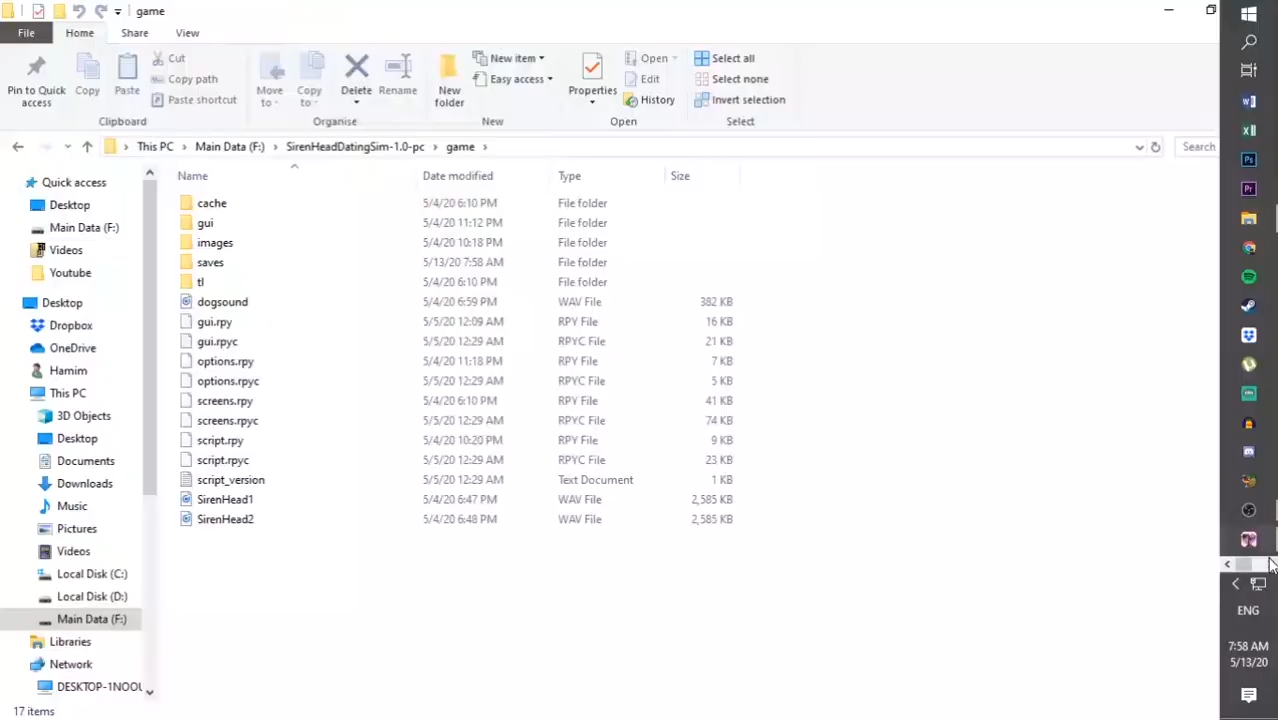 game
File Home Share View
Pin to Quick access
Copy
Paste
Cut
Copy path
Paste shortcut
Clipboard
Move to
Copy to
Delete
Rename
Organise
New folder
New item
Easy access
New
Properties
Open
Edit
History
Open
Select all
Select none
Invert selection
Select
This PC > Main Data (F:) > SirenHeadDatingSim-1.0-pc > game >
Search
Quick access
Desktop
Main Data (F:)
Videos
Youtube
Desktop
Dropbox
OneDrive
Hamim
This PC
3D Objects
Desktop
Documents
Downloads
Music
Pictures
Videos
Local Disk (C:)
Local Disk (D:)
Main Data (F:)
Libraries
Network
DESKTOP-1NOOU
Name Date modified Type Size
cache 5/4/20 6:10 PM File folder
gui 5/4/20 11:12 PM File folder
images 5/4/20 10:18 PM File folder
saves 5/13/20 7:58 AM File folder
tl 5/4/20 6:10 PM File folder
dogsound 5/4/20 6:59 PM WAV File 382 KB
gui.rpy 5/5/20 12:09 AM RPY File 16 KB
gui.rpyc 5/5/20 12:29 AM RPYC File 21 KB
options.rpy 5/4/20 11:18 PM RPY File 7 KB
options.rpyc 5/5/20 12:29 AM RPYC File 5 KB
screens.rpy 5/4/20 6:10 PM RPY File 41 KB
screens.rpyc 5/5/20 12:29 AM RPYC File 74 KB
script.rpy 5/4/20 10:20 PM RPY File 9 KB
script.rpyc 5/5/20 12:29 AM RPYC File 23 KB
script_version 5/5/20 12:29 AM Text Document 1 KB
SirenHead1 5/4/20 6:47 PM WAV File 2,585 KB
SirenHead2 5/4/20 6:48 PM WAV File 2,585 KB
17 items
Ps
Pr
ENG
7:58 AM
5/13/20